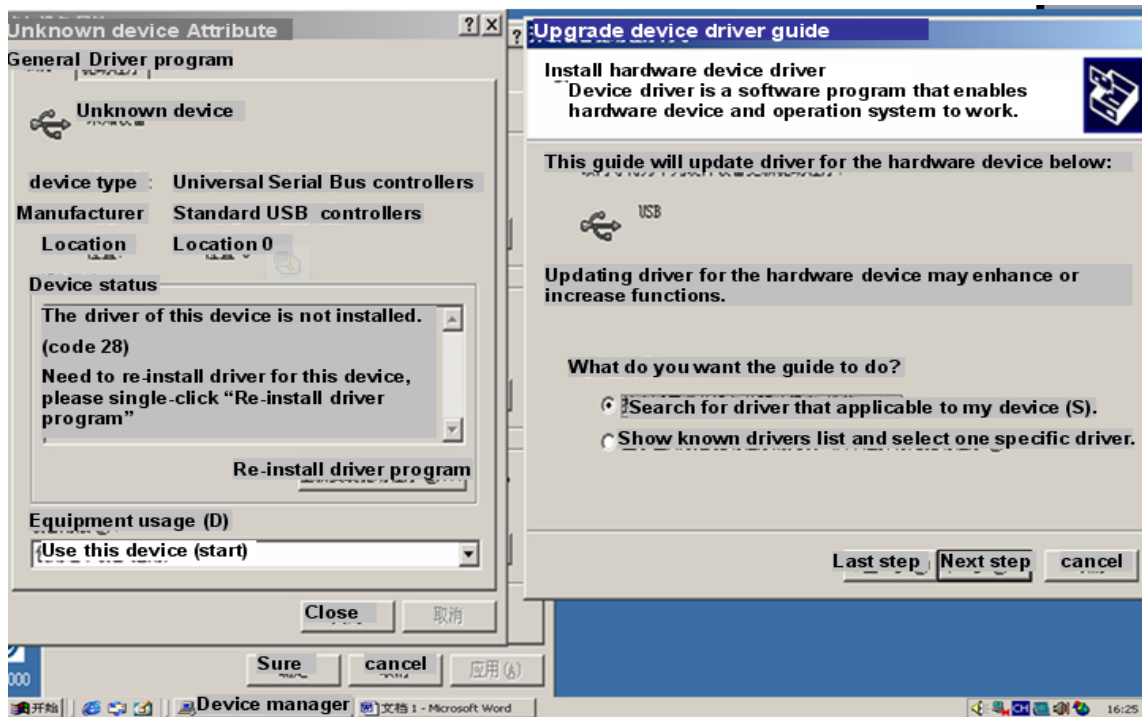 Unknown device Attribute
General Driver program
Unknown device
device type : Universal Serial Bus controllers
Manufacturer Standard USB controllers
Location Location 0
Device status
The driver of this device is not installed.
(code 28)
Need to re-install driver for this device,
please single-click “Re-install driver
program”
Re-install driver program
Equipment usage (D)
Use this device (start)
Close 取消
Sure cancel 应用(A)
Upgrade device driver guide
Install hardware device driver
Device driver is a software program that enables
hardware device and operation system to work.
This guide will update driver for the hardware device below:
USB
Updating driver for the hardware device may enhance or
increase functions.
What do you want the guide to do?
Search for driver that applicable to my device (S).
Show known drivers list and select one specific driver.
Last step Next step cancel
000
开始 Device manager 文档 1 - Microsoft Word CH 16:25